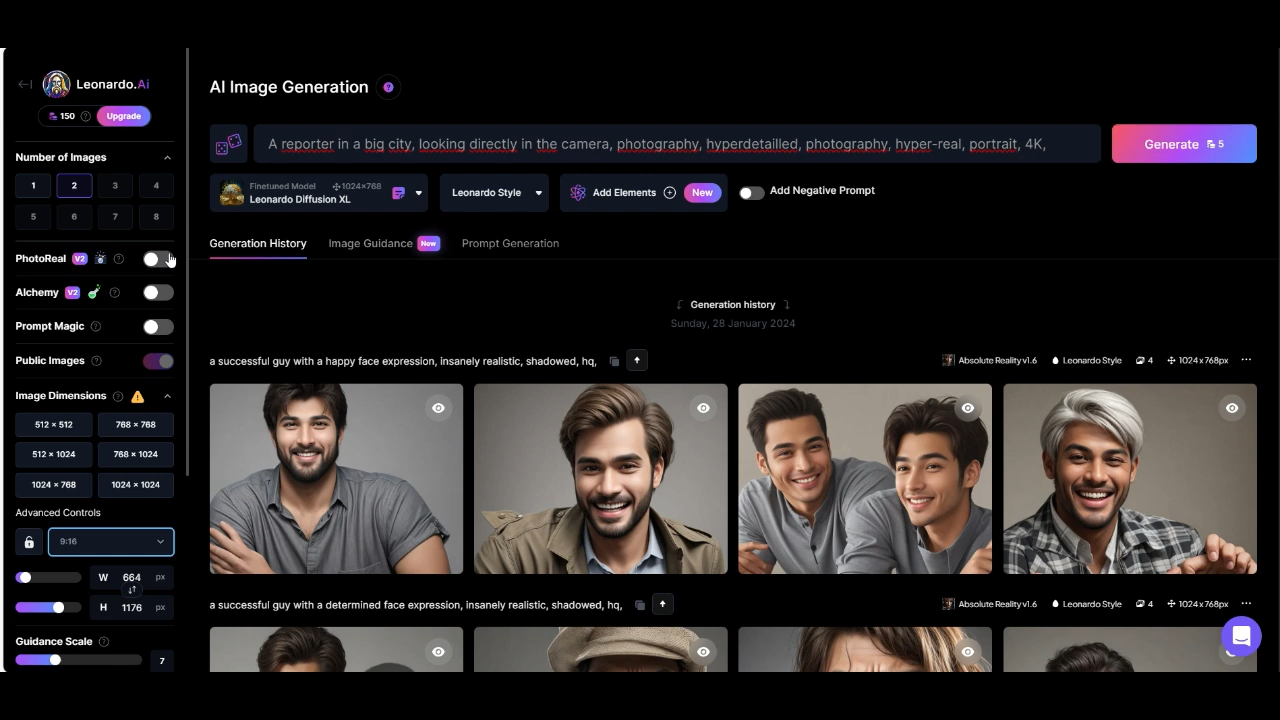 Leonardo.Ai
150
Upgrade
Number of Images
1 2 3 4
5 6 7 8
PhotoReal V2
Alchemy V2
Prompt Magic
Public Images
Image Dimensions
512 × 512 768 × 768
512 × 1024 768 × 1024
1024 × 768 1024 × 1024
Advanced Controls
9:16
W 664 px
H 1176 px
Guidance Scale
7
AI Image Generation
A reporter in a big city, looking directly in the camera, photography, hyperdetailled, photography, hyper-real, portrait, 4K,
Generate 5
Finetuned Model 1024×768
Leonardo Diffusion XL
Leonardo Style
Add Elements New
Add Negative Prompt
Generation History Image Guidance New Prompt Generation
Generation history
Sunday, 28 January 2024
a successful guy with a happy face expression, insanely realistic, shadowed, hq,
Absolute Reality v1.6 Leonardo Style 4 1024 x 768px
a successful guy with a determined face expression, insanely realistic, shadowed, hq,
Absolute Reality v1.6 Leonardo Style 4 1024 x 768px